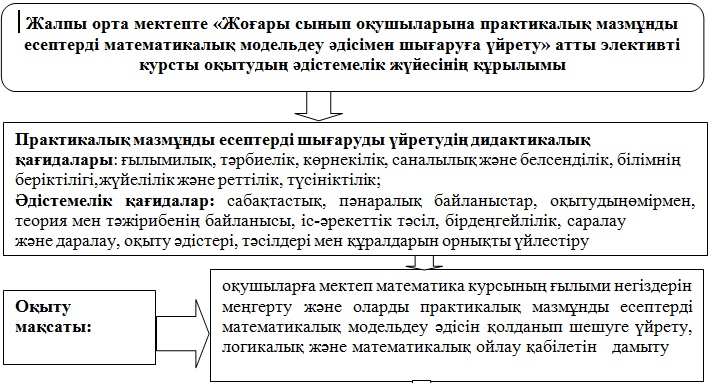 Жалпы орта мектепте «Жоғары сынып оқушыларына практикалық мазмұнды
есептерді математикалық модельдеу әдісімен шығаруға үйрету» атты элективті
курсты оқытудың әдістемелік жүйесінің құрылымы
Практикалық мазмұнды есептерді шығаруды үйретудің дидактикалық
қағидалары: ғылымилық, тәрбиелік, көрнекілік, саналылық және белсенділік, білімнің
беріктілігі,жүйелілік және реттілік, түсініктілік;
Әдістемелік қағидалар: сабақтастық, пәнаралық байланыстар, оқытудыңөмірмен,
теория мен тәжірибенің байланысы, іс-әрекеттік тәсіл, бірдеңгейлілік, саралау
және даралау, оқыту әдістері, тәсілдері мен құралдарын орнықты үйлестіру
Оқыту
мақсаты:
оқушыларға мектеп математика курсының ғылыми негіздерін
меңгерту және оларды практикалық мазмұнды есептерді
математикалық модельдеу әдісін қолданып шешуге үйрету,
логикалық және математикалық ойлау қабілетін дамыту